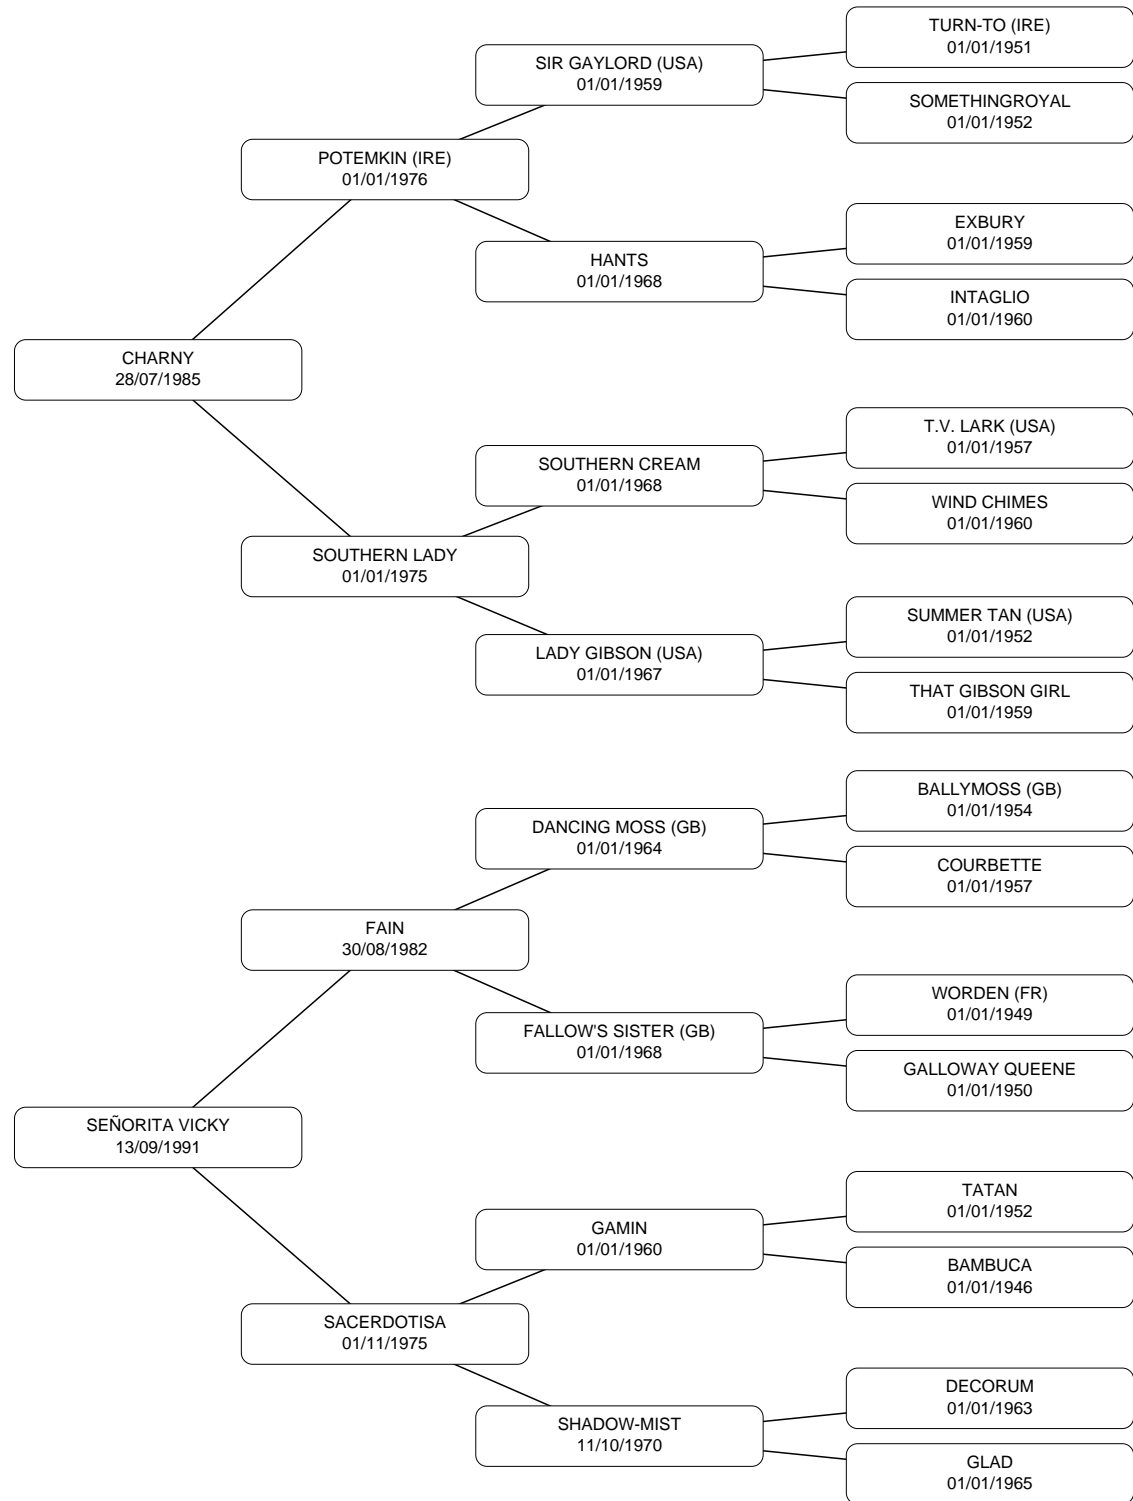 TURN-TO (IRE)
01/01/1951
SIR GAYLORD (USA)
01/01/1959
SOMETHINGROYAL
01/01/1952
POTEMKIN (IRE)
01/01/1976
EXBURY
01/01/1959
HANTS
01/01/1968
INTAGLIO
01/01/1960
CHARNY
28/07/1985
T.V. LARK (USA)
01/01/1957
SOUTHERN CREAM
01/01/1968
WIND CHIMES
01/01/1960
SOUTHERN LADY
01/01/1975
SUMMER TAN (USA)
01/01/1952
LADY GIBSON (USA)
01/01/1967
THAT GIBSON GIRL
01/01/1959
BALLYMOSS (GB)
01/01/1954
DANCING MOSS (GB)
01/01/1964
COURBETTE
01/01/1957
FAIN
30/08/1982
WORDEN (FR)
01/01/1949
FALLOW'S SISTER (GB)
01/01/1968
GALLOWAY QUEENE
01/01/1950
SEÑORITA VICKY
13/09/1991
TATAN
01/01/1952
GAMIN
01/01/1960
BAMBUCA
01/01/1946
SACERDOTISA
01/11/1975
DECORUM
01/01/1963
SHADOW-MIST
11/10/1970
GLAD
01/01/1965